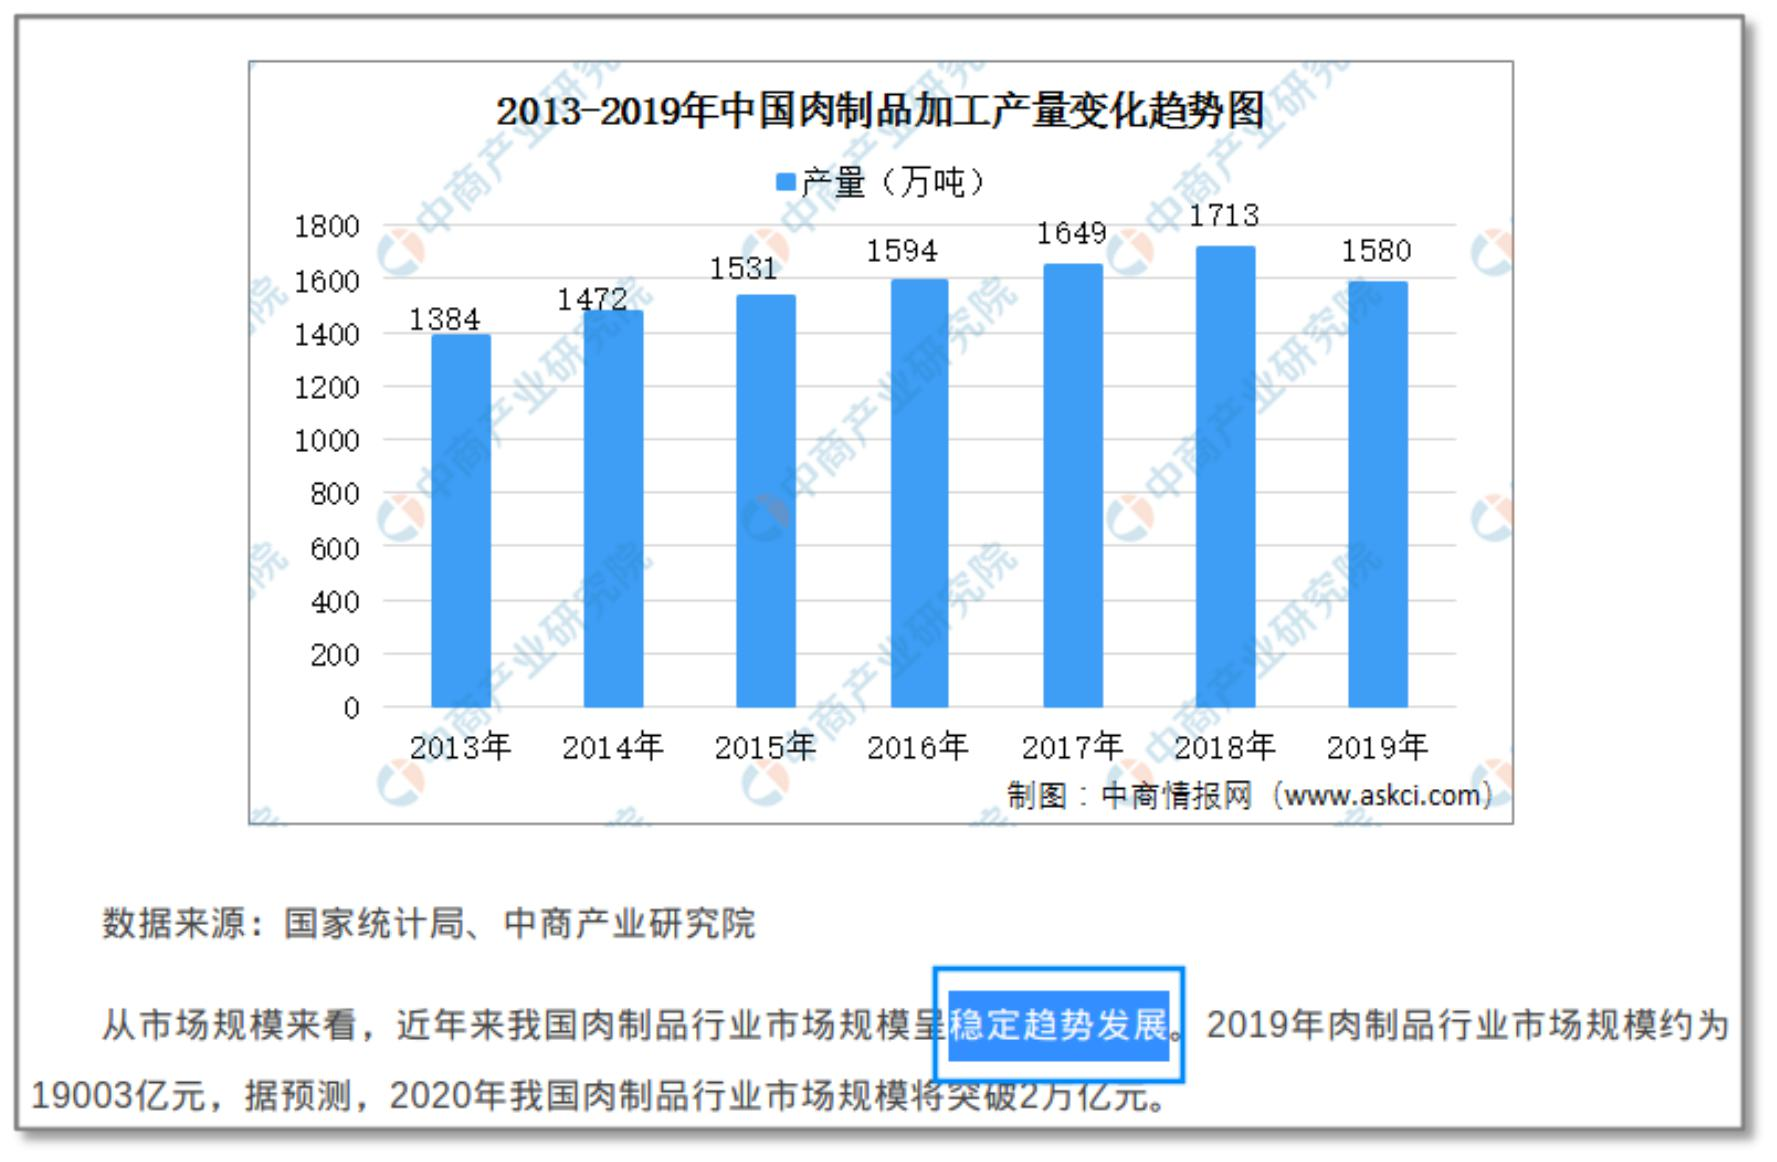 2013-2019年中国肉制品加工产量变化趋势图
产量（万吨）
1800
1600
1400
1200
1000
800
600
400
200
0
1384
1472
1531
1594
1649
1713
1580
2013年 2014年 2015年 2016年 2017年 2018年 2019年
制图：中商情报网（www.askci.com）
中商产业研究院
数据来源：国家统计局、中商产业研究院
从市场规模来看，近年来我国肉制品行业市场规模呈稳定趋势发展。2019年肉制品行业市场规模约为
19003亿元，据预测，2020年我国肉制品行业市场规模将突破2万亿元。